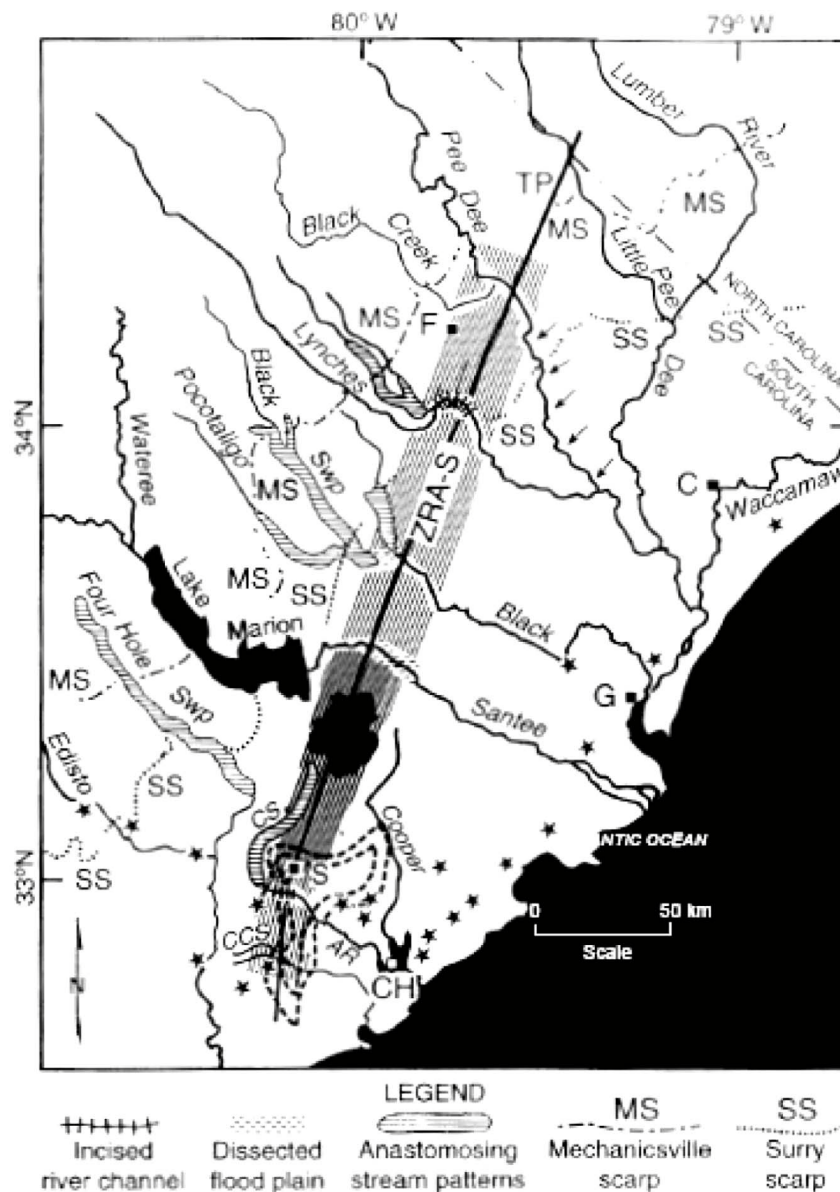 80° W
79° W
Lumber
River
Pee
Dee
TP
MS
MS
Black
Creek
Little Pee
Dee
NORTH CAROLINA
SOUTH
CAROLINA
MS
F
SS
SS
Lynches
34°N
Black
Pocotaligo
Swp
Wateree
MS
SS
ZRA-S
C
Waccamaw
MS
SS
Lake
Marion
Four Hole
Swp
Black
MS
G
Santee
Edisto
SS
CS
Cooper
NTIC OCEAN
33°N
SS
S
0
50 km
Scale
CCS
AR
N
CH
LEGEND
Incised
river channel
Dissected
flood plain
Anastomosing
stream patterns
MS
Mechanicsville
scarp
SS
Surry
scarp